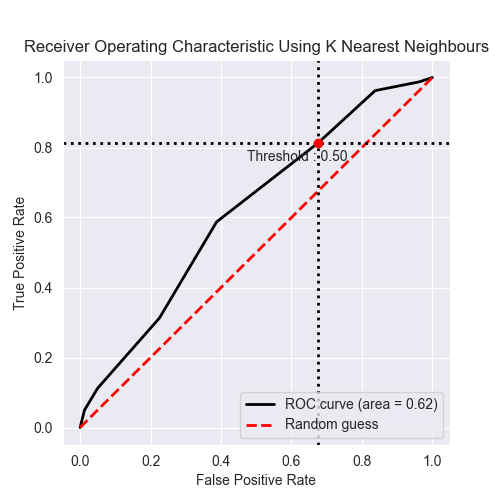 Receiver Operating Characteristic Using K Nearest Neighbours
1.0
0.8
0.6
0.4
0.2
0.0
True Positive Rate
Threshold : 0.50
ROC curve (area = 0.62)
Random guess
0.0 0.2 0.4 0.6 0.8 1.0
False Positive Rate